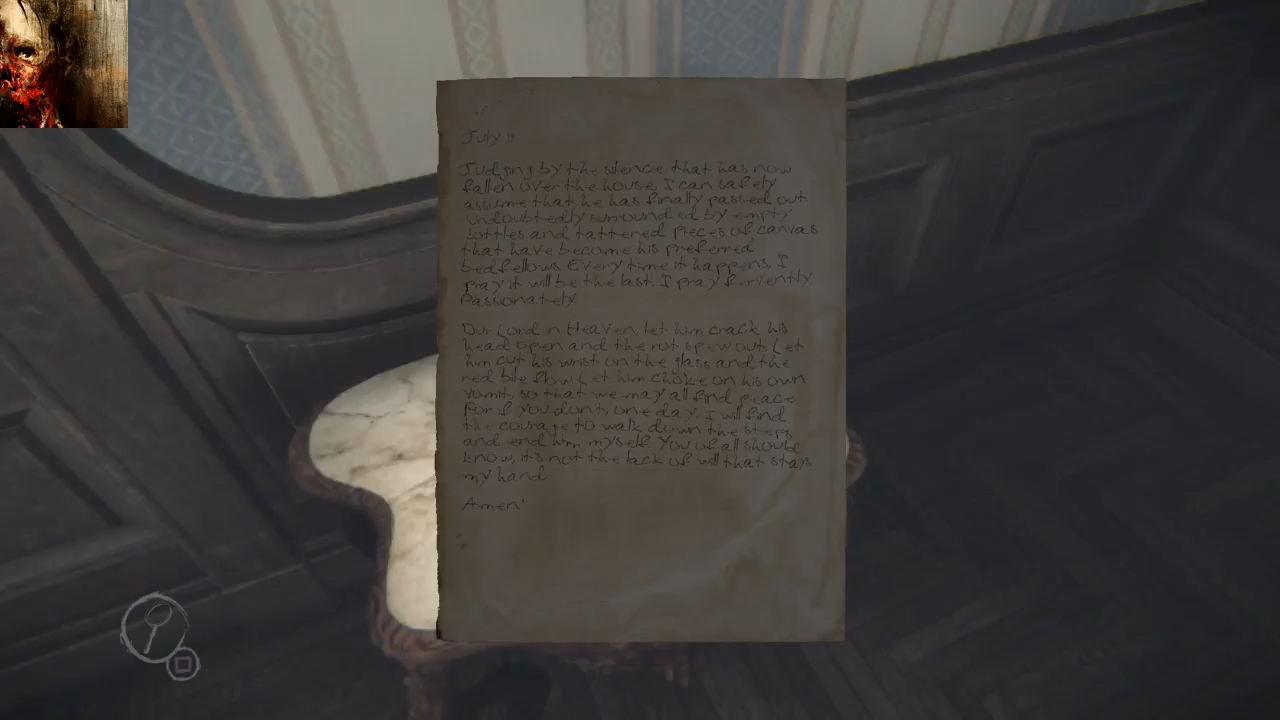 July 14
Judging by the silence that has now
fallen over the house, I can safely
assume that he has finally passed out.
Undoubtedly surrounded by empty
bottles and tattered pieces of canvas
that have become his preferred
bedfellows. Every time it happens, I
pray it will be the last. I pray fervently.
Passionately.
Our Lord in Heaven, let him crack his
head open and the rot spew out. Let
him cut his wrist on the glass and the
red bile flow. Let him choke on his own
vomit, so that we may all find peace
For if you don't, one day, I will find
the courage to walk down the steps
and end him myself. You of all should
know, it's not the lack of will that stays
my hand
Amen